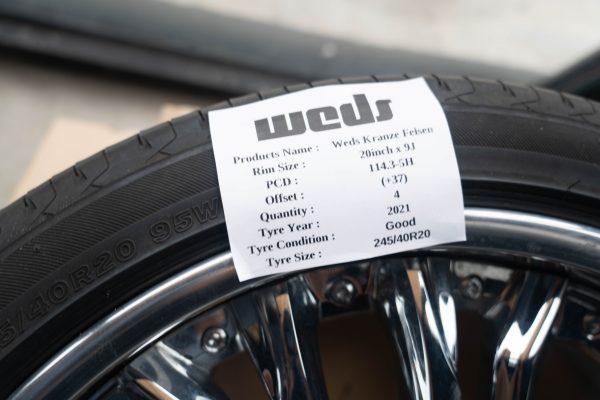 weds
Products Name : Weds Kranze Felsen
Rim Size : 20inch x 9J
PCD : 114.3-5H
Offset : (+37)
Quantity : 4
Tyre Year : 2021
Tyre Condition : Good
Tyre Size : 245/40R20
5/40R20 95W